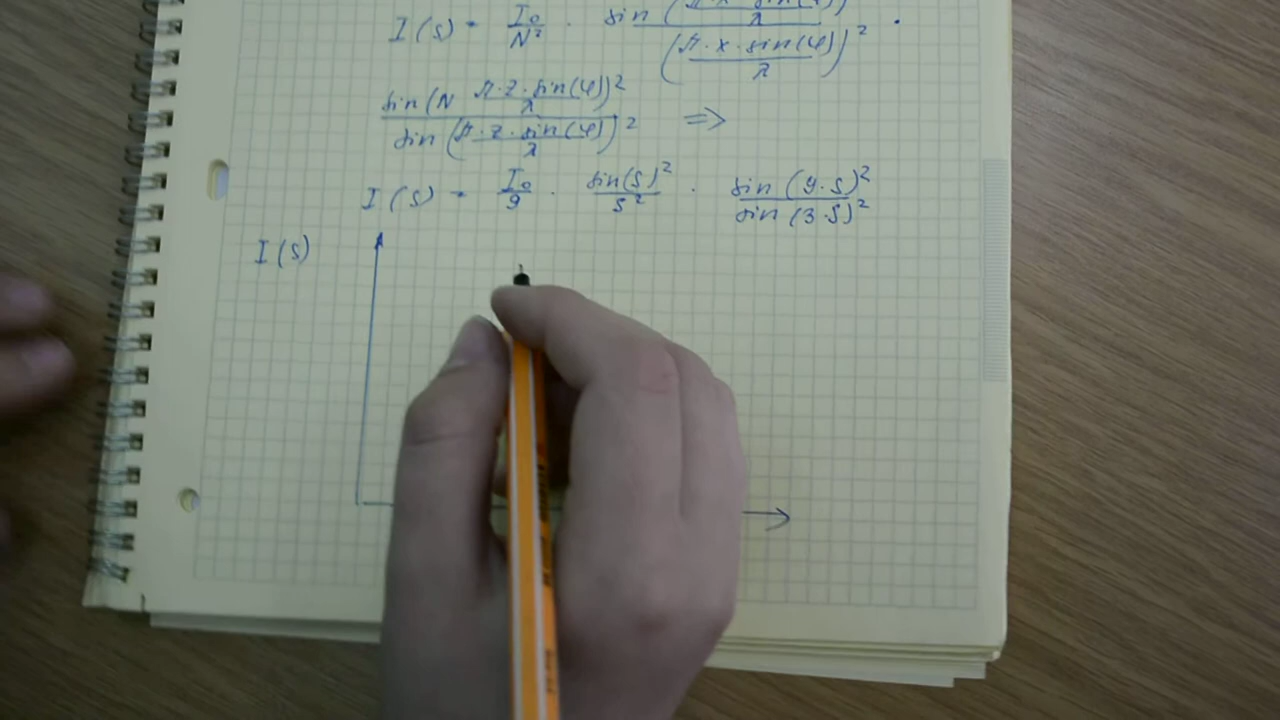 I(S) = I₀/N² · sin(π·x·sin(φ)/λ)²/(π·x·sin(φ)/λ)² ·
sin(N π·z·sin(φ)/λ)²/sin(π·z·sin(φ)/λ)² =>
I(S) = I₀/9 · sin(S)²/S² · sin(9·S)²/sin(3·S)²
I(S)